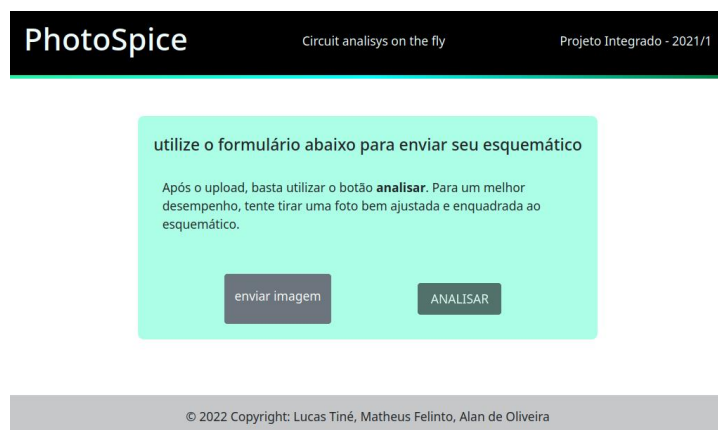 PhotoSpice
Circuit analisys on the fly
Projeto Integrado - 2021/1
utilize o formulário abaixo para enviar seu esquemático
Após o upload, basta utilizar o botão analisar. Para um melhor
desempenho, tente tirar uma foto bem ajustada e enquadrada ao
esquemático.
enviar imagem
ANALISAR
© 2022 Copyright: Lucas Tiné, Matheus Felinto, Alan de Oliveira